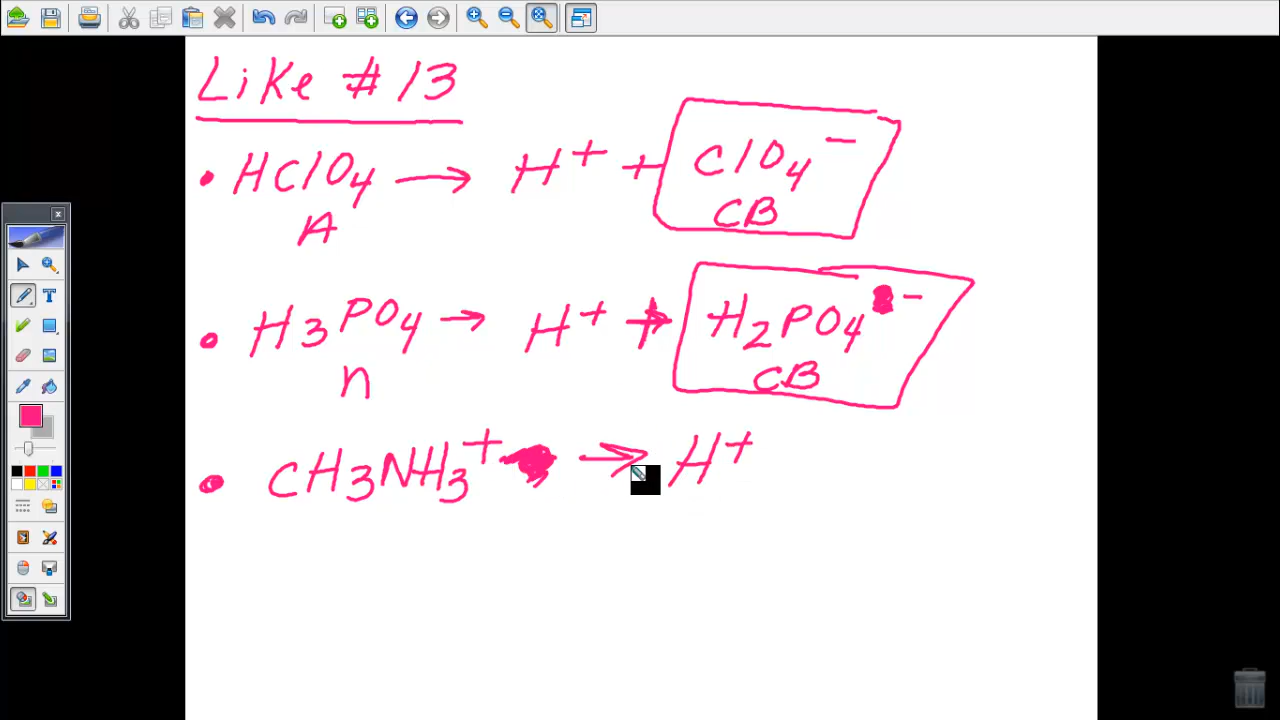 Like #13
• HClO4 → H+ + ClO4−
A CB
• H3PO4 → H+ + H2PO4 −
n CB
• CH3NH3+ → H+